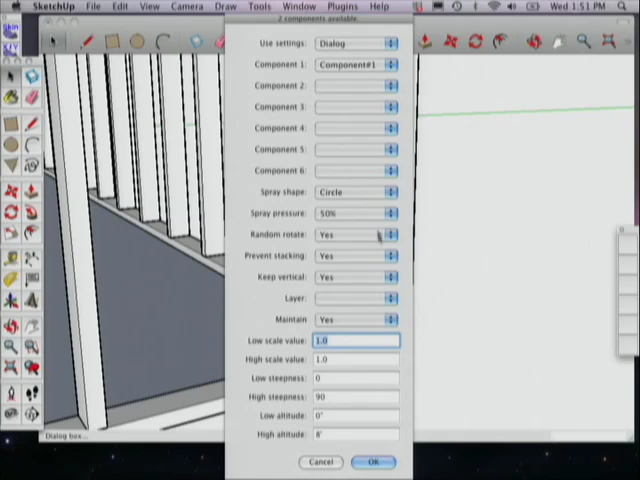 SketchUp File Edit View Camera Draw Tools Window Plugins Help Wed 1:51 PM
2 components available
Skin
X/Y
Use settings: Dialog
Component 1: Component#1
Component 2:
Component 3:
Component 4:
Component 5:
Component 6:
Spray shape: Circle
Spray pressure: 50%
Random rotate: Yes
Prevent stacking: Yes
Keep vertical: Yes
Layer:
Maintain Yes
Low scale value: 1.0
High scale value: 1.0
Low steepness: 0
High steepness: 90
Low altitude: 0"
High altitude: 8'
Dialog box...
Cancel OK